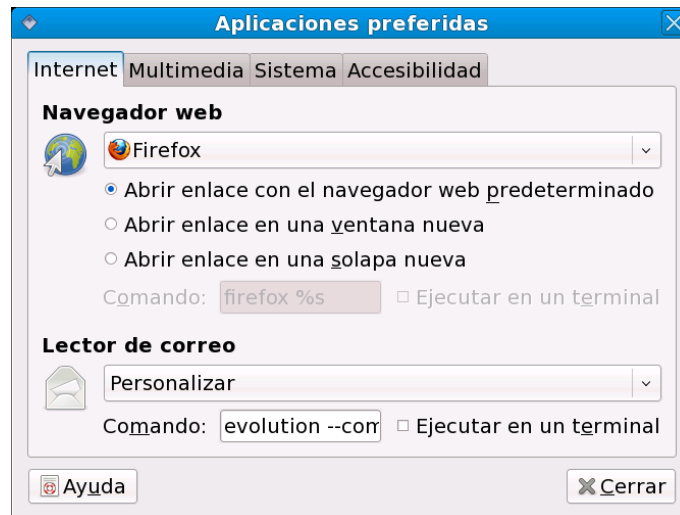 Aplicaciones preferidas
Internet Multimedia Sistema Accesibilidad
Navegador web
Firefox
Abrir enlace con el navegador web predeterminado
Abrir enlace en una ventana nueva
Abrir enlace en una solapa nueva
Comando: firefox %s Ejecutar en un terminal
Lector de correo
Personalizar
Comando: evolution --com Ejecutar en un terminal
Ayuda Cerrar